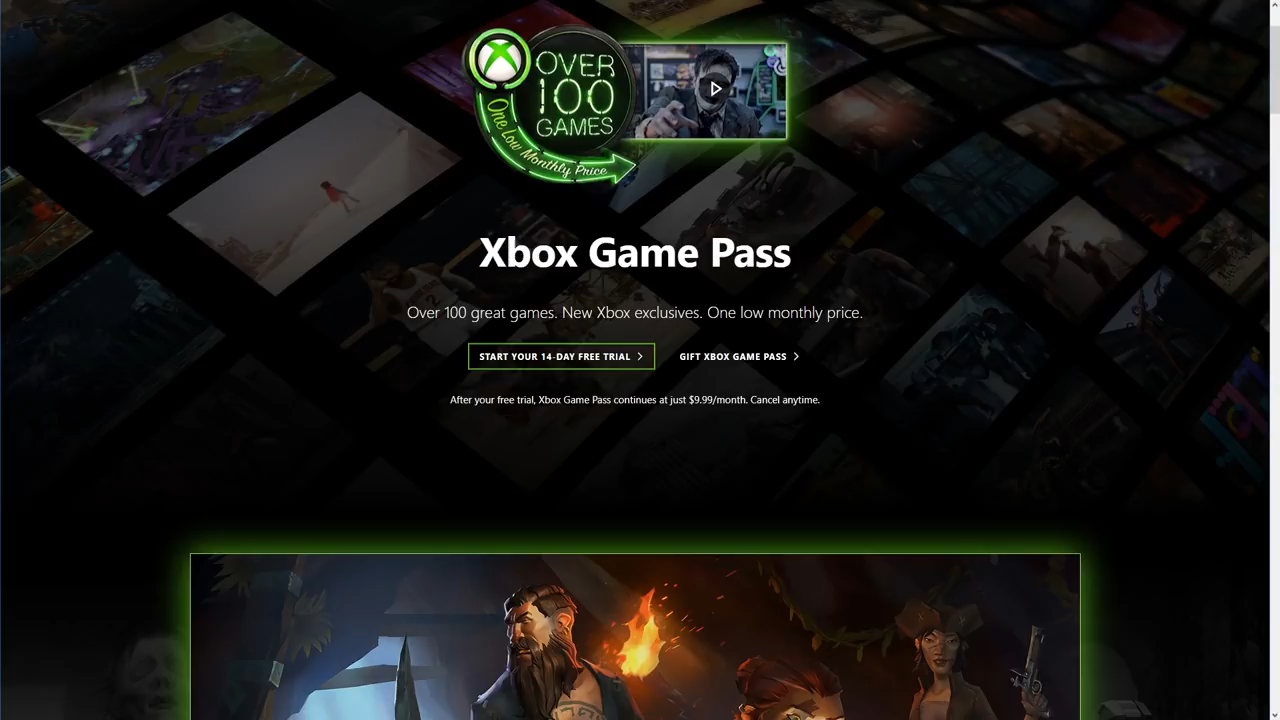 OVER
100
GAMES
One Low Monthly Price
Xbox Game Pass
Over 100 great games. New Xbox exclusives. One low monthly price.
START YOUR 14-DAY FREE TRIAL
GIFT XBOX GAME PASS
After your free trial, Xbox Game Pass continues at just $9.99/month. Cancel anytime.